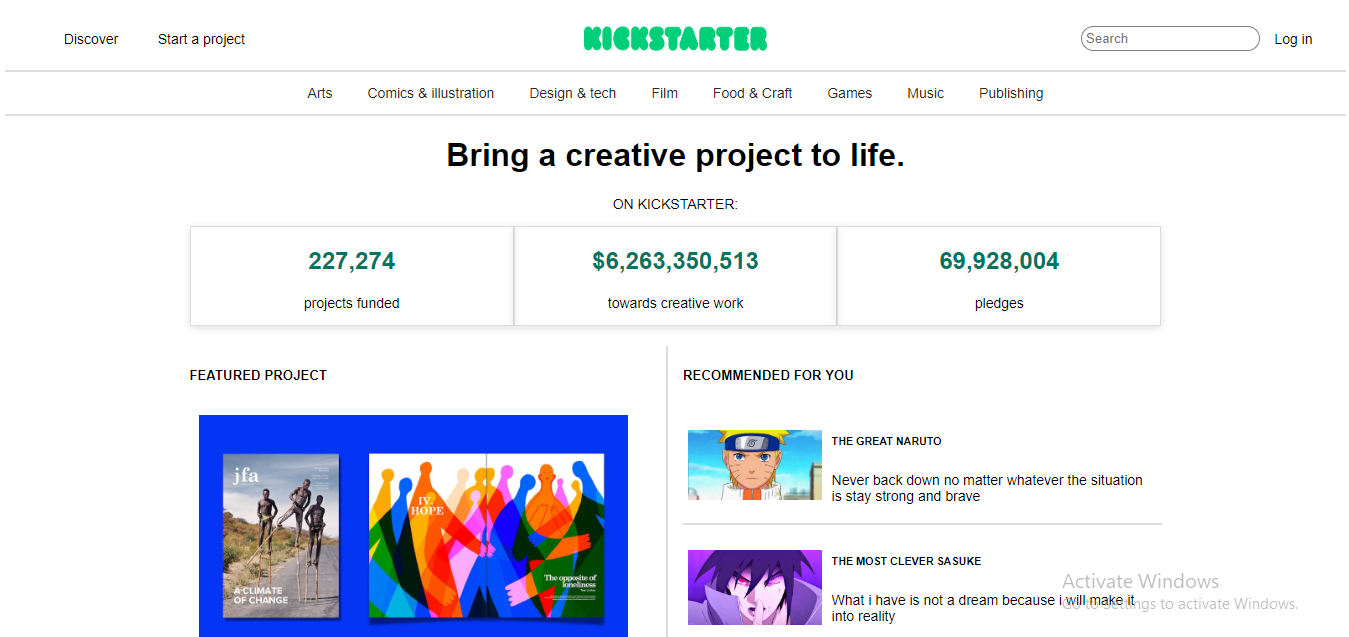 Discover
Start a project
KICKSTARTER
Search
Log in
Arts
Comics & illustration
Design & tech
Film
Food & Craft
Games
Music
Publishing
Bring a creative project to life.
ON KICKSTARTER:
227,274
projects funded
$6,263,350,513
towards creative work
69,928,004
pledges
FEATURED PROJECT
jfa
A CLIMATE
OF CHANGE
IV.
HOPE
The opposite of
loneliness
RECOMMENDED FOR YOU
THE GREAT NARUTO
Never back down no matter whatever the situation
is stay strong and brave
THE MOST CLEVER SASUKE
What i have is not a dream because i will make it
into reality
Activate Windows
Go to Settings to activate Windows.